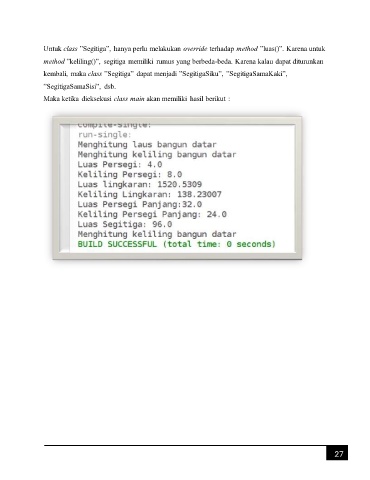 Untuk class "Segitiga", hanya perlu melakukan override terhadap method "luas()". Karena untuk
method "keliling()", segitiga memiliki rumus yang berbeda-beda. Karena kalau dapat diturunkan
kembali, maka class "Segitiga" dapat menjadi "SegitigaSiku", "SegitigaSamaKaki",
"SegitigaSamaSisi", dsb.
Maka ketika dieksekusi class main akan memiliki hasil berikut :
compile-single:
run-single:
Menghitung laus bangun datar
Menghitung keliling bangun datar
Luas Persegi: 4.0
Keliling Persegi: 8.0
Luas lingkaran: 1520.5309
Keliling Lingkaran: 138.23007
Luas Persegi Panjang:32.0
Keliling Persegi Panjang: 24.0
Luas Segitiga: 96.0
Menghitung keliling bangun datar
BUILD SUCCESSFUL (total time: 0 seconds)
27